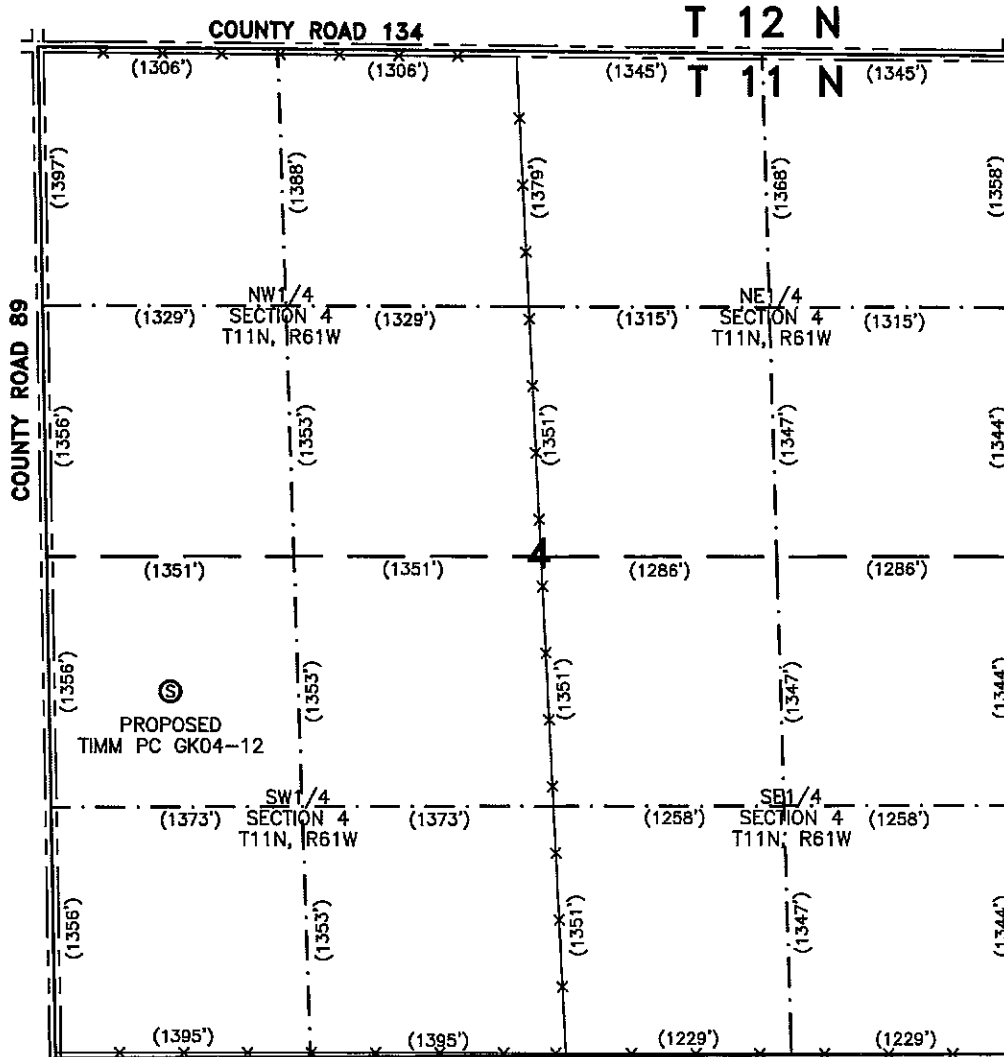 T 12 N
COUNTY ROAD 134
(1306') (1306') (1345') (1345')
T 11 N
(1397') (1388') (1379') (1368') (1358')
COUNTY ROAD 89
NW1/4
SECTION 4
T11N, R61W
(1329') (1329')
NE1/4
SECTION 4
T11N, R61W
(1315') (1315')
(1356') (1353') (1351') (1347') (1344')
4
(1351') (1351') (1286') (1286')
(1356') (1353') (1351') (1347') (1344')
S
PROPOSED
TIMM PC GK04-12
SW1/4
SECTION 4
T11N, R61W
(1373') (1373')
SE1/4
SECTION 4
T11N, R61W
(1258') (1258')
(1356') (1353') (1351') (1347') (1344')
(1395') (1395') (1229') (1229')